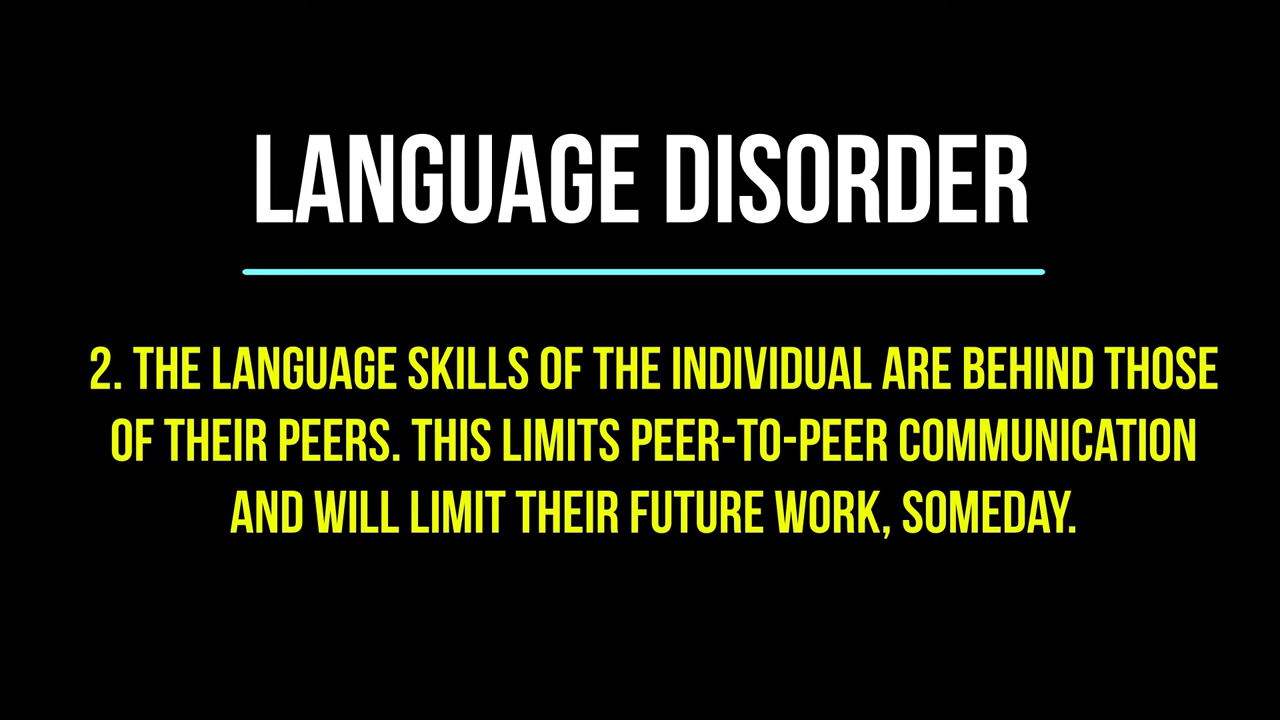 LANGUAGE DISORDER
2. THE LANGUAGE SKILLS OF THE INDIVIDUAL ARE BEHIND THOSE
OF THEIR PEERS. THIS LIMITS PEER-TO-PEER COMMUNICATION
AND WILL LIMIT THEIR FUTURE WORK, SOMEDAY.